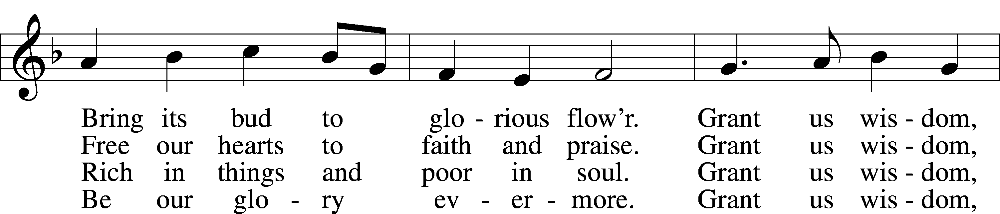 Bring its bud to glo - rious flow’r. Grant us wis - dom,
Free our hearts to faith and praise. Grant us wis - dom,
Rich in things and poor in soul. Grant us wis - dom,
Be our glo - ry ev - er - more. Grant us wis - dom,